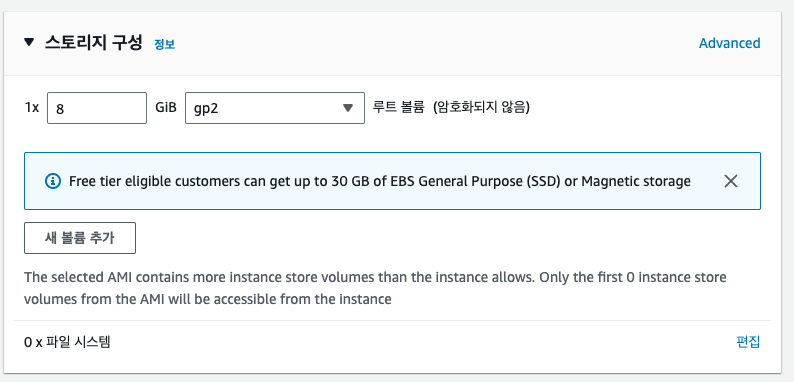 스토리지 구성 정보 Advanced
1x 8 GiB gp2 루트 볼륨 (암호화되지 않음)
Free tier eligible customers can get up to 30 GB of EBS General Purpose (SSD) or Magnetic storage
새 볼륨 추가
The selected AMI contains more instance store volumes than the instance allows. Only the first 0 instance store
volumes from the AMI will be accessible from the instance
0 x 파일 시스템 편집